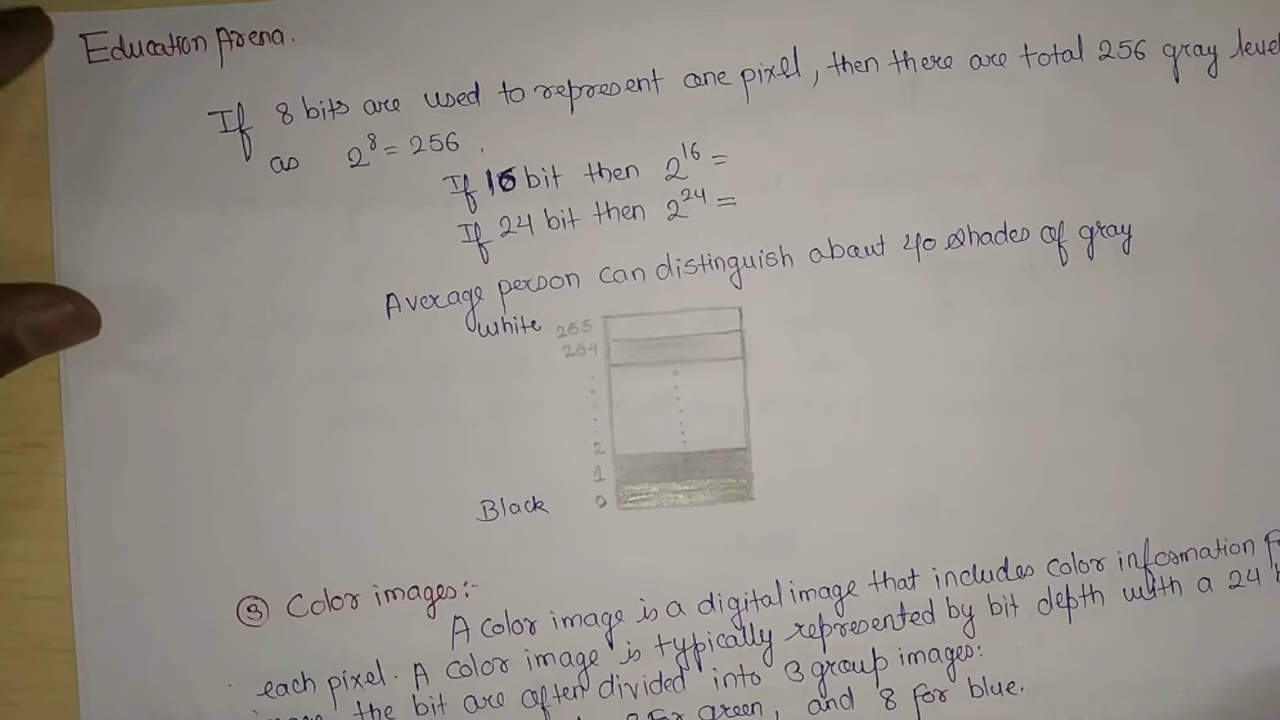 Education Arena.
If 8 bits are used to represent one pixel, then there are total 256 gray level
as 2^8 = 256.
If 16 bit then 2^16 =
If 24 bit then 2^24 =
Average person can distinguish about 40 shades of gray
White 255
254
2
1
Black 0
③ Color images:-
A color image is a digital image that includes color information
each pixel. A color image is typically represented by bit depth with a 24
the bit are often divided into 3 group images:
green, and 8 for blue.